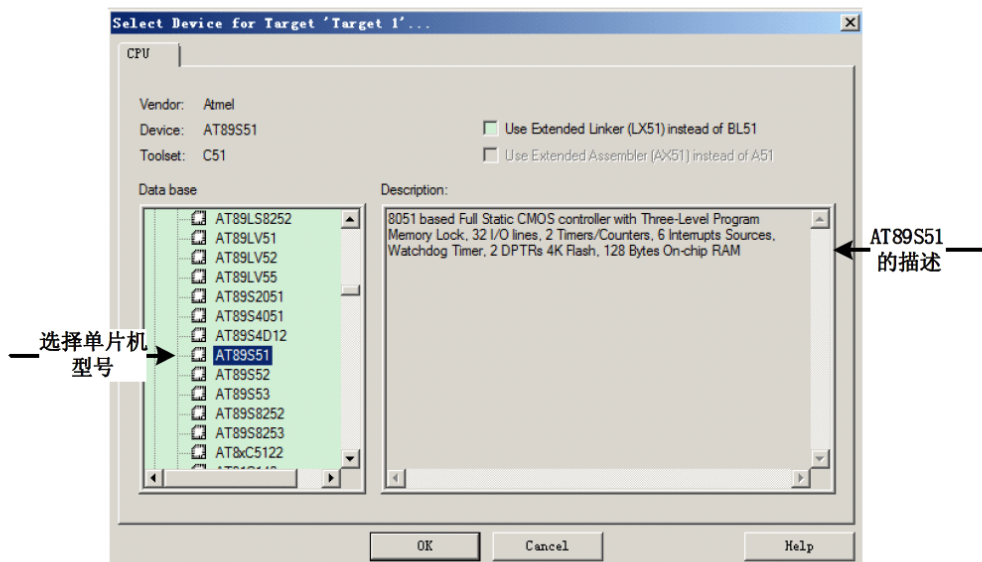 Select Device for Target 'Target 1'...
CPU
Vendor: Atmel
Device: AT89S51
Toolset: C51
Use Extended Linker (LX51) instead of BL51
Use Extended Assembler (AX51) instead of A51
Data base
Description:
AT89LS8252
AT89LV51
AT89LV52
AT89LV55
AT89S2051
AT89S4051
AT89S4D12
AT89S51
AT89S52
AT89S53
AT89S8252
AT89S8253
AT8xC5122
8051 based Full Static CMOS controller with Three-Level Program
Memory Lock, 32 I/O lines, 2 Timers/Counters, 6 Interrupts Sources,
Watchdog Timer, 2 DPTRs 4K Flash, 128 Bytes On-chip RAM
选择单片机
型号
AT89S51
的描述
OK
Cancel
Help